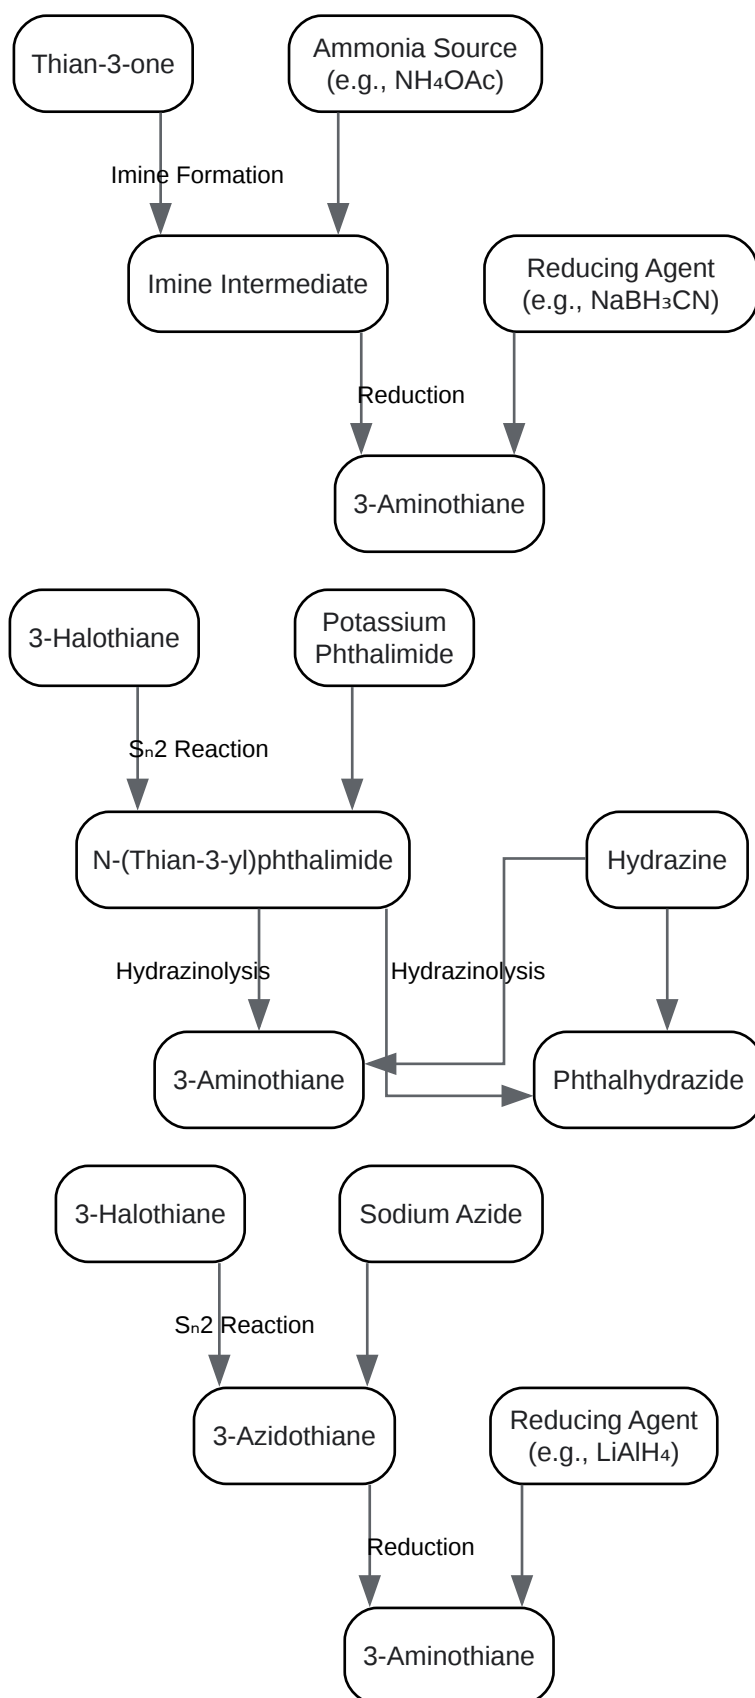 Thian-3-one
Ammonia Source
(e.g., NH₄OAc)
Imine Formation
Imine Intermediate
Reducing Agent
(e.g., NaBH₃CN)
Reduction
3-Aminothiane
3-Halothiane
Potassium
Phthalimide
Sₙ2 Reaction
N-(Thian-3-yl)phthalimide
Hydrazine
Hydrazinolysis
Hydrazinolysis
3-Aminothiane
Phthalhydrazide
3-Halothiane
Sodium Azide
Sₙ2 Reaction
3-Azidothiane
Reducing Agent
(e.g., LiAlH₄)
Reduction
3-Aminothiane